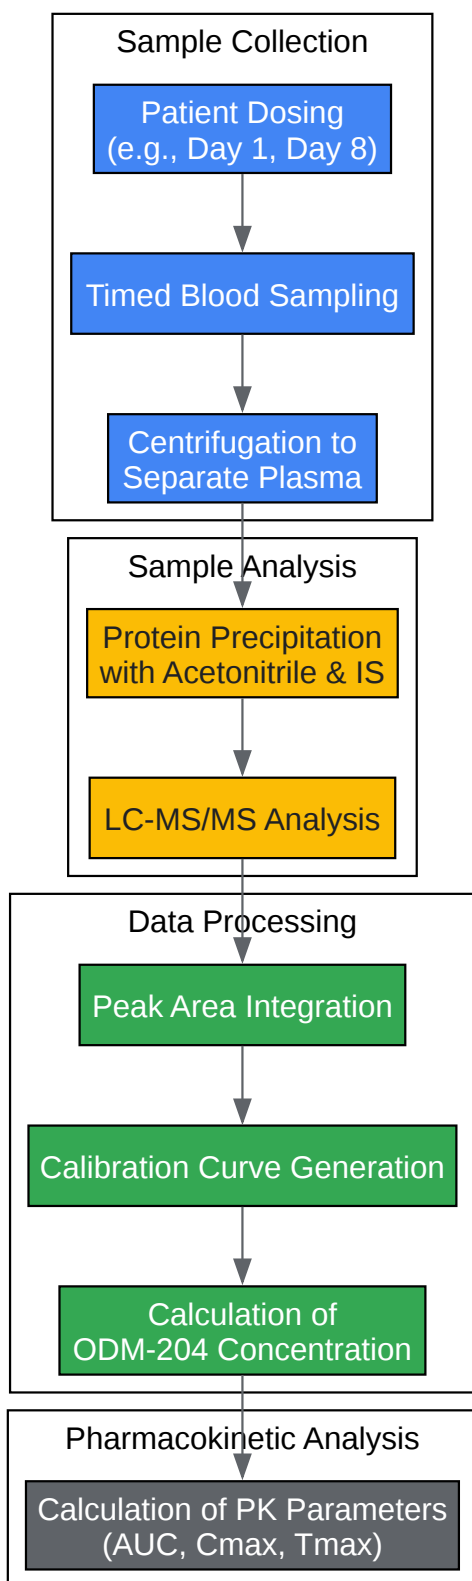 Sample Collection
Patient Dosing
(e.g., Day 1, Day 8)
Timed Blood Sampling
Centrifugation to
Separate Plasma
Sample Analysis
Protein Precipitation
with Acetonitrile & IS
LC-MS/MS Analysis
Data Processing
Peak Area Integration
Calibration Curve Generation
Calculation of
ODM-204 Concentration
Pharmacokinetic Analysis
Calculation of PK Parameters
(AUC, Cmax, Tmax)